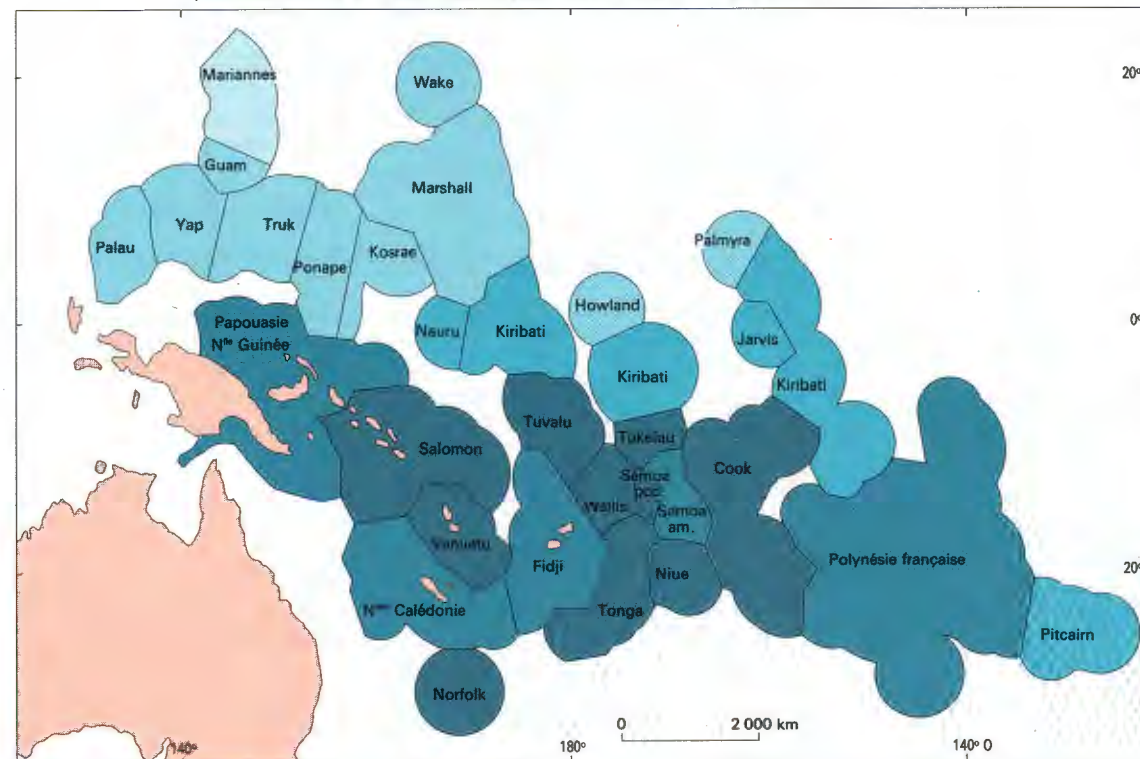 Mariannes
Wake
20°
Guam
Marshall
Yap
Truk
Palau
Ponape
Kosrae
Palmyra
Howland
Papouasie
Nlle Guinée
Nauru
Kiribati
Jarvis
0°
Kiribati
Kiribati
Tuvalu
Tokelau
Salomon
Cook
Wallis
Samoa
occ.
Samoa
am.
Vanuatu
Fidji
Niue
Polynésie française
20°
Nlle Calédonie
Tonga
Pitcairn
Norfolk
0
2 000 km
140°
180°
140° O